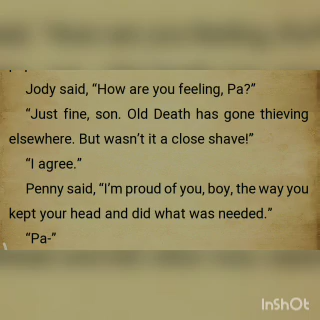 Jody said, “How are you feeling, Pa?”
“Just fine, son. Old Death has gone thieving
elsewhere. But wasn’t it a close shave!”
“I agree.”
Penny said, “I’m proud of you, boy, the way you
kept your head and did what was needed.”
“Pa-”
InShOt